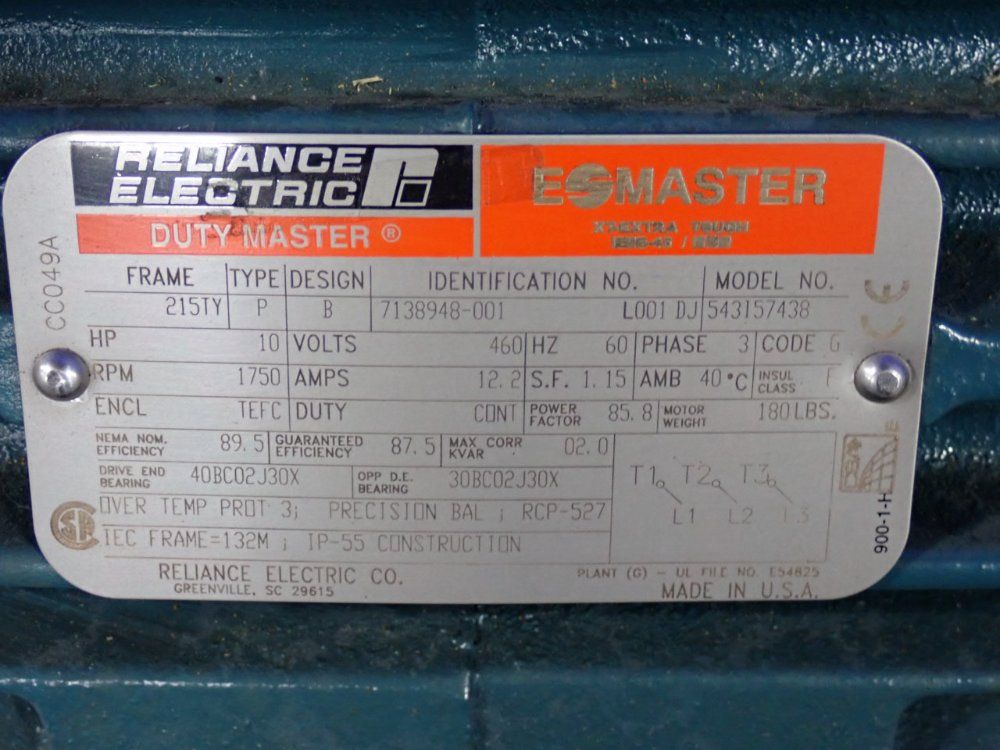 RELIANCE
ELECTRIC
DUTY MASTER ®
E MASTER
EXTRA TOUGH
CC049A
FRAME 215TY TYPE P DESIGN B IDENTIFICATION NO. 7138948-001 L001 DJ MODEL NO. 543157438
HP 10 VOLTS 460 HZ 60 PHASE 3 CODE G
RPM 1750 AMPS 12.2 S.F. 1.15 AMB 40°C INSUL CLASS F
ENCL TEFC DUTY CONT POWER FACTOR 85.8 MOTOR WEIGHT 180LBS.
NEMA NOM. EFFICIENCY 89.5 GUARANTEED EFFICIENCY 87.5 MAX CORR KVAR 02.0
DRIVE END BEARING 40BC02J30X OPP D.E. BEARING 30BC02J30X
T1 T2 T3
L1 L2 L3
OVER TEMP PROT 3; PRECISION BAL ; RCP-527
IEC FRAME=132M ; IP-55 CONSTRUCTION
RELIANCE ELECTRIC CO.
GREENVILLE, SC 29615
PLANT (G) - UL FILE NO. E54825
MADE IN U.S.A.
CE
900-1-H